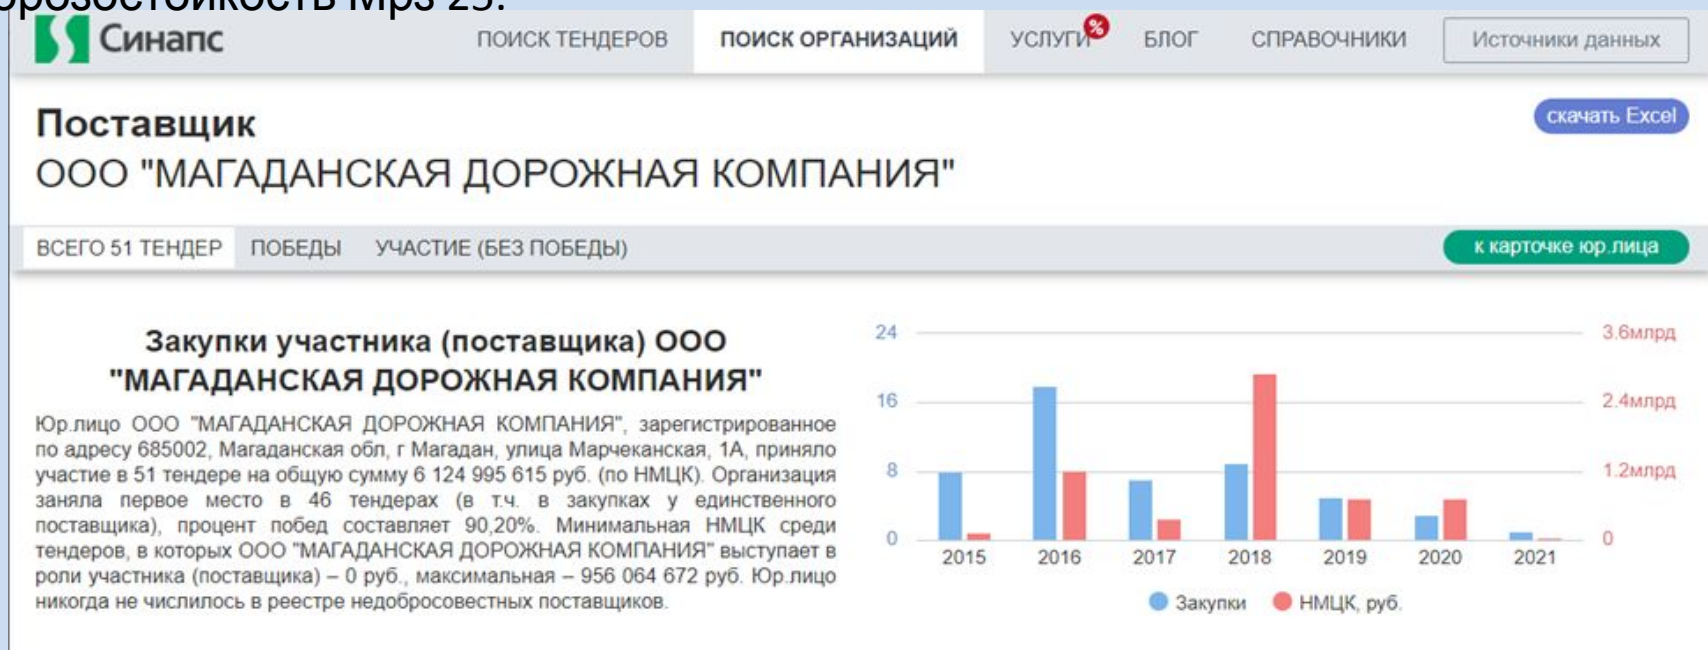 орозостойкость Mрз 25.
Синапс
ПОИСК ТЕНДЕРОВ
ПОИСК ОРГАНИЗАЦИЙ
УСЛУГИ
%
БЛОГ
СПРАВОЧНИКИ
Источники данных
Поставщик
скачать Excel
ООО "МАГАДАНСКАЯ ДОРОЖНАЯ КОМПАНИЯ"
ВСЕГО 51 ТЕНДЕР
ПОБЕДЫ
УЧАСТИЕ (БЕЗ ПОБЕДЫ)
к карточке юр.лица
Закупки участника (поставщика) ООО
"МАГАДАНСКАЯ ДОРОЖНАЯ КОМПАНИЯ"
Юр.лицо ООО "МАГАДАНСКАЯ ДОРОЖНАЯ КОМПАНИЯ", зарегистрированное
по адресу 685002, Магаданская обл, г Магадан, улица Марчеканская, 1А, приняло
участие в 51 тендере на общую сумму 6 124 995 615 руб. (по НМЦК). Организация
заняла первое место в 46 тендерах (в т.ч. в закупках у единственного
поставщика), процент побед составляет 90,20%. Минимальная НМЦК среди
тендеров, в которых ООО "МАГАДАНСКАЯ ДОРОЖНАЯ КОМПАНИЯ" выступает в
роли участника (поставщика) – 0 руб., максимальная – 956 064 672 руб. Юр.лицо
никогда не числилось в реестре недобросовестных поставщиков.
24
3.6млрд
16
2.4млрд
8
1.2млрд
0
0
2015
2016
2017
2018
2019
2020
2021
Закупки
НМЦК, руб.